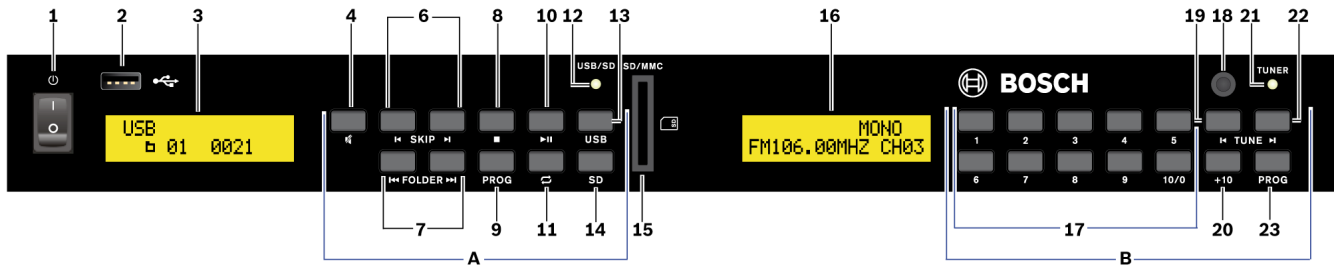 1 2 3 4 6 8 10 12 13 16 19 18 21 22
USB/SD SD/MMC TUNER
BOSCH
USB
01 0021
MONO
FM106.00MHZ CH03
SKIP USB 1 2 3 4 5 TUNE
FOLDER PROG SD 6 7 8 9 10/0 +10 PROG
SD
7 9 11 14 15 17 20 23
A B